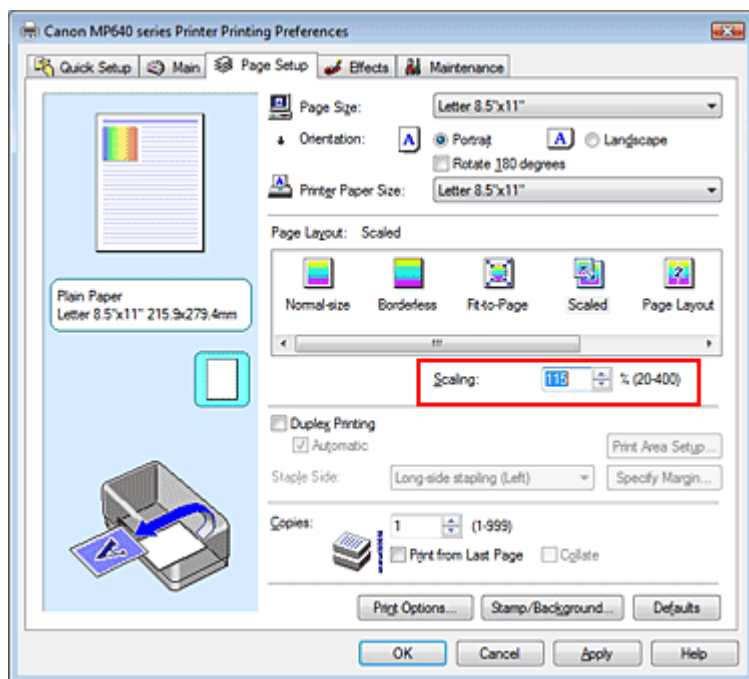 Canon MP640 series Printer Printing Preferences
Quick Setup Main Page Setup Effects Maintenance
Page Size: Letter 8.5"x11"
Orientation: A Portrait A Landscape
Rotate 180 degrees
Printer Paper Size: Letter 8.5"x11"
Page Layout: Scaled
Normal-size Borderless Fit-to-Page Scaled Page Layout
Plain Paper
Letter 8.5"x11" 215.9x279.4mm
Scaling: 115 % (20-400)
Duplex Printing
Automatic Print Area Setup...
Staple Side: Long-side stapling (Left) Specify Margin...
Copies: 1 (1-999)
Print from Last Page Collate
Print Options... Stamp/Background... Defaults
OK Cancel Apply Help